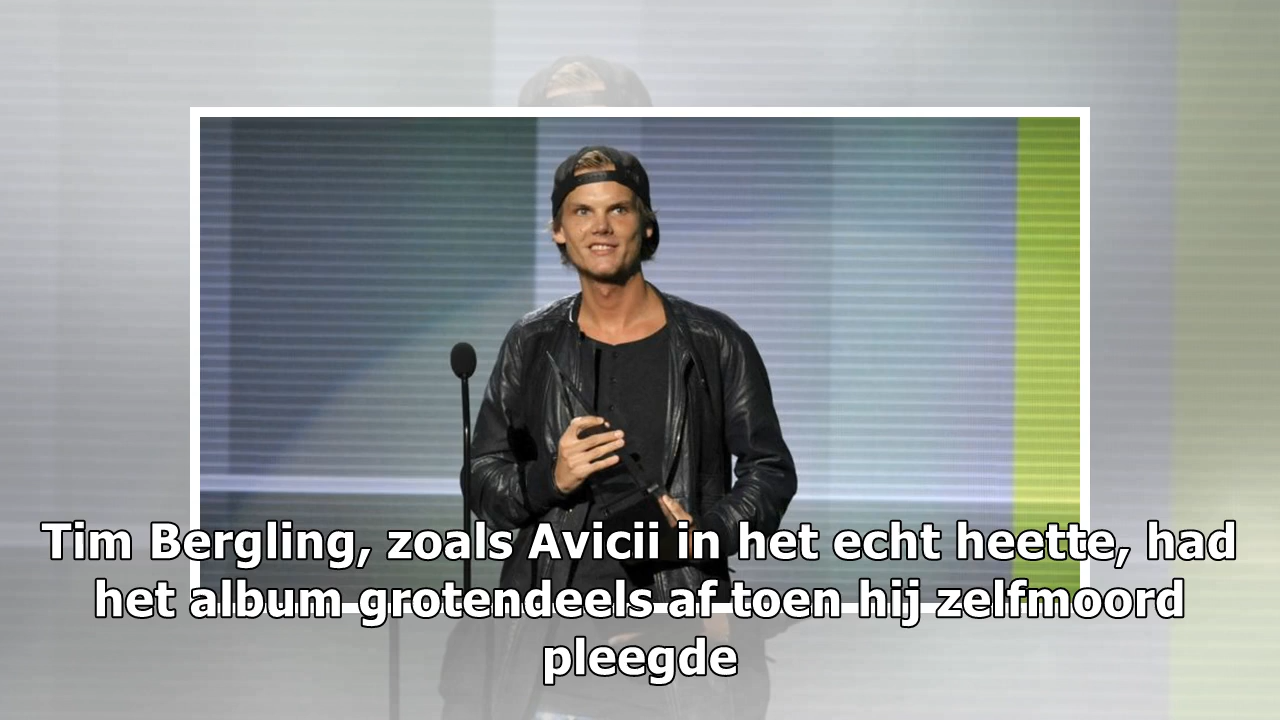 Tim Bergling, zoals Avicii in het echt heette, had
het album grotendeels af toen hij zelfmoord
pleegde